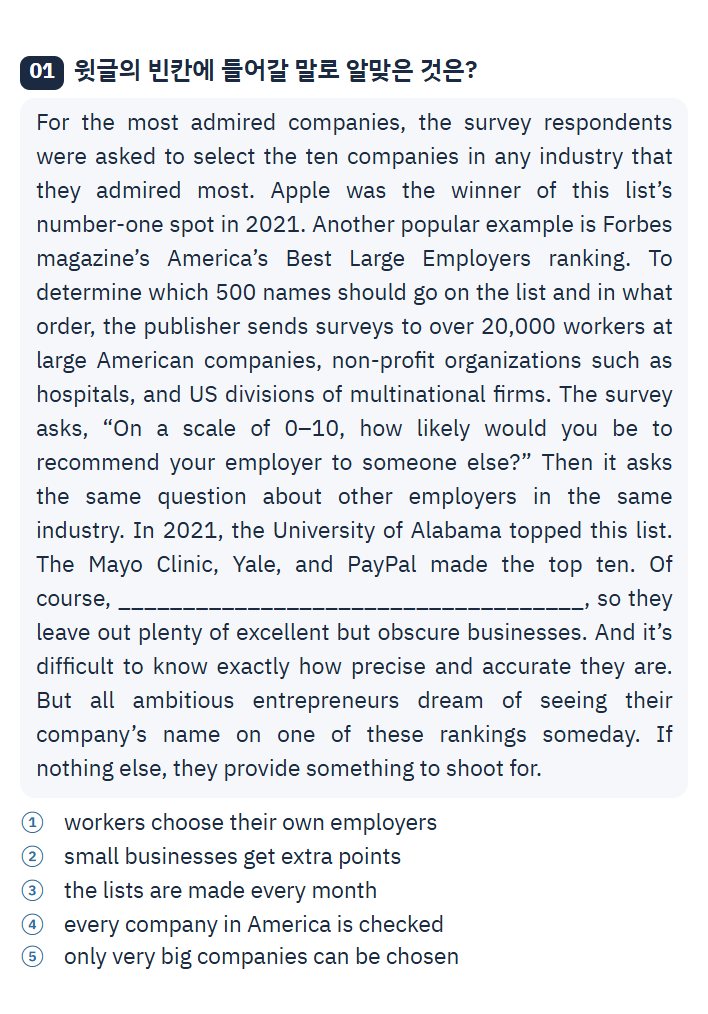 01 윗글의 빈칸에 들어갈 말로 알맞은 것은?
For the most admired companies, the survey respondents
were asked to select the ten companies in any industry that
they admired most. Apple was the winner of this list’s
number-one spot in 2021. Another popular example is Forbes
magazine’s America’s Best Large Employers ranking. To
determine which 500 names should go on the list and in what
order, the publisher sends surveys to over 20,000 workers at
large American companies, non-profit organizations such as
hospitals, and US divisions of multinational firms. The survey
asks, “On a scale of 0–10, how likely would you be to
recommend your employer to someone else?” Then it asks
the same question about other employers in the same
industry. In 2021, the University of Alabama topped this list.
The Mayo Clinic, Yale, and PayPal made the top ten. Of
course, ____________________________________, so they
leave out plenty of excellent but obscure businesses. And it’s
difficult to know exactly how precise and accurate they are.
But all ambitious entrepreneurs dream of seeing their
company’s name on one of these rankings someday. If
nothing else, they provide something to shoot for.
① workers choose their own employers
② small businesses get extra points
③ the lists are made every month
④ every company in America is checked
⑤ only very big companies can be chosen